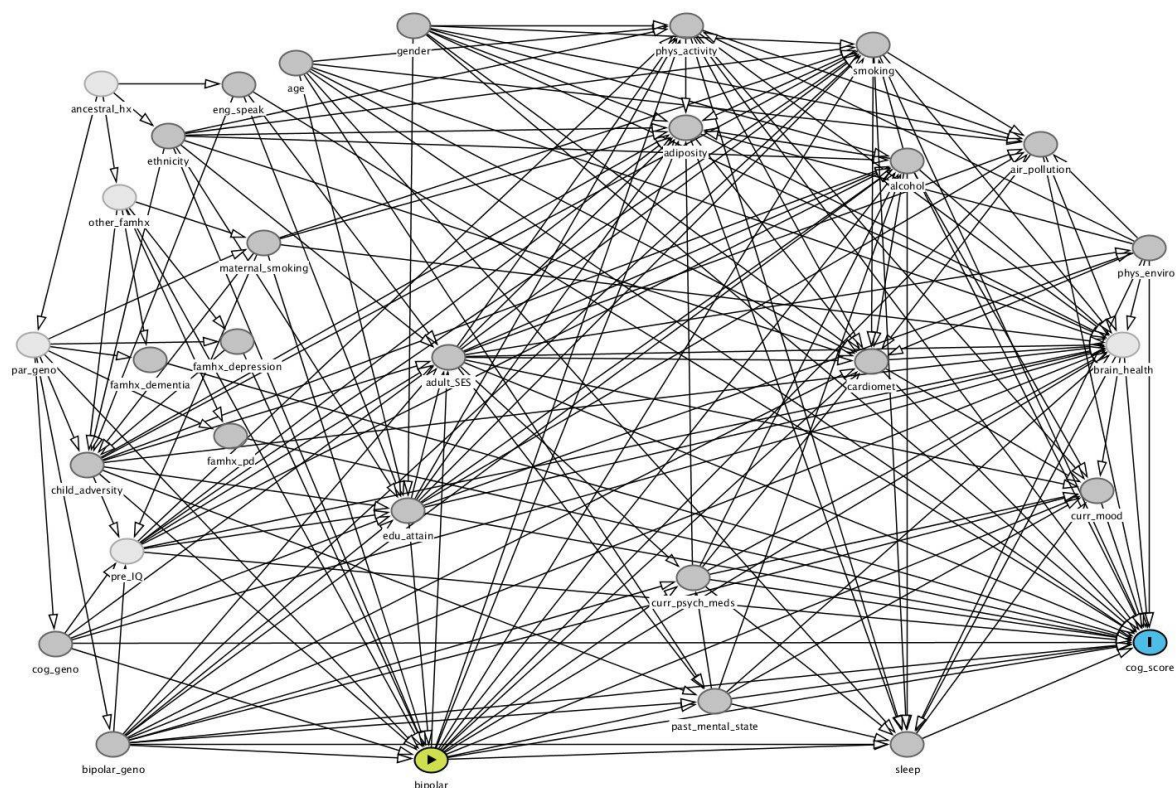 gender
phys_activity
smoking
age
ancestral_hx
eng_speak
ethnicity
adiposity
alcohol
air_pollution
other_famhx
maternal_smoking
phys_enviro
par_geno
famhx_dementia
famhx_depression
adult_SES
cardiomet
brain_health
famhx_pd
child_adversity
edu_attain
curr_mood
pre_IQ
curr_psych_meds
cog_geno
cog_score
past_mental_state
bipolar_geno
bipolar
sleep